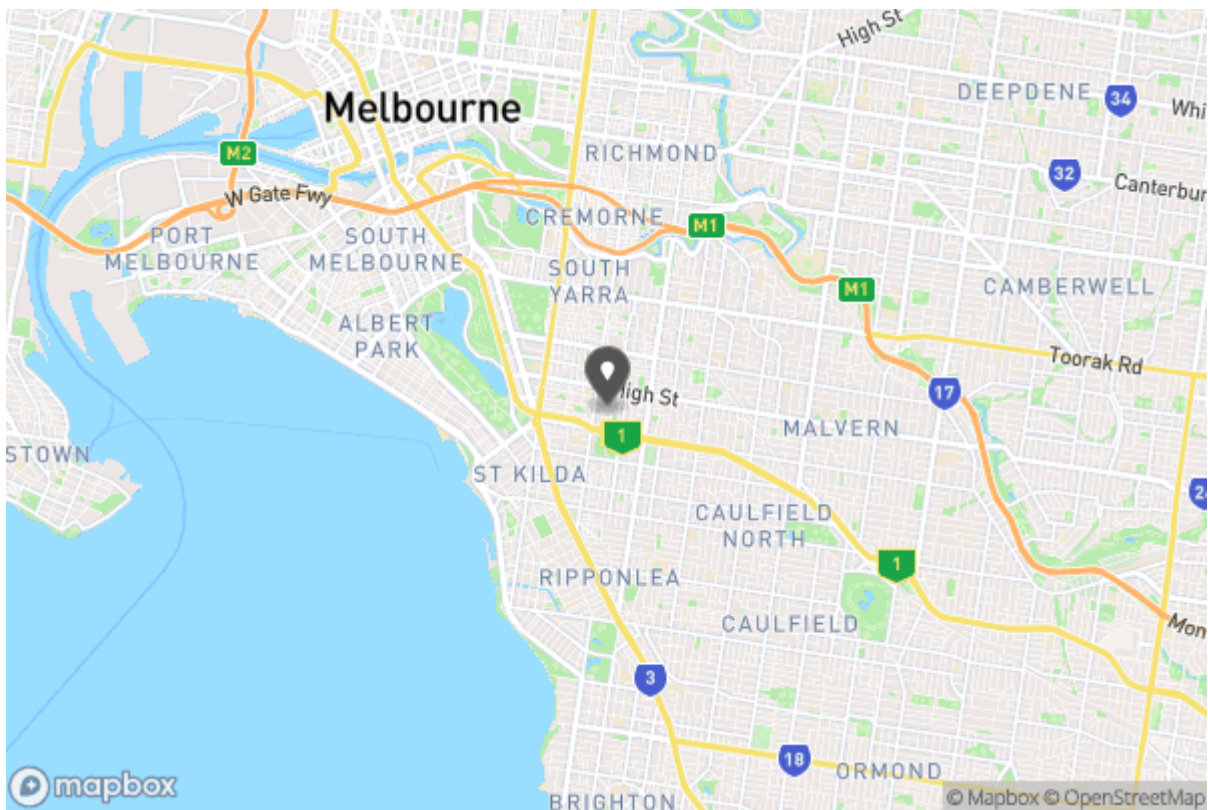 High St
DEEPDENE
34
Whi
Melbourne
RICHMOND
M2
32
Canterbur
W Gate Fwy
CREMORNE
M1
PORT
MELBOURNE
SOUTH
MELBOURNE
SOUTH
YARRA
M1
CAMBERWELL
ALBERT
PARK
Toorak Rd
High St
17
STOWN
1
MALVERN
ST KILDA
24
CAULFIELD
NORTH
RIPPONLEA
1
CAULFIELD
Mon
3
18
ORMOND
mapbox
BRIGHTON
© Mapbox © OpenStreetMap